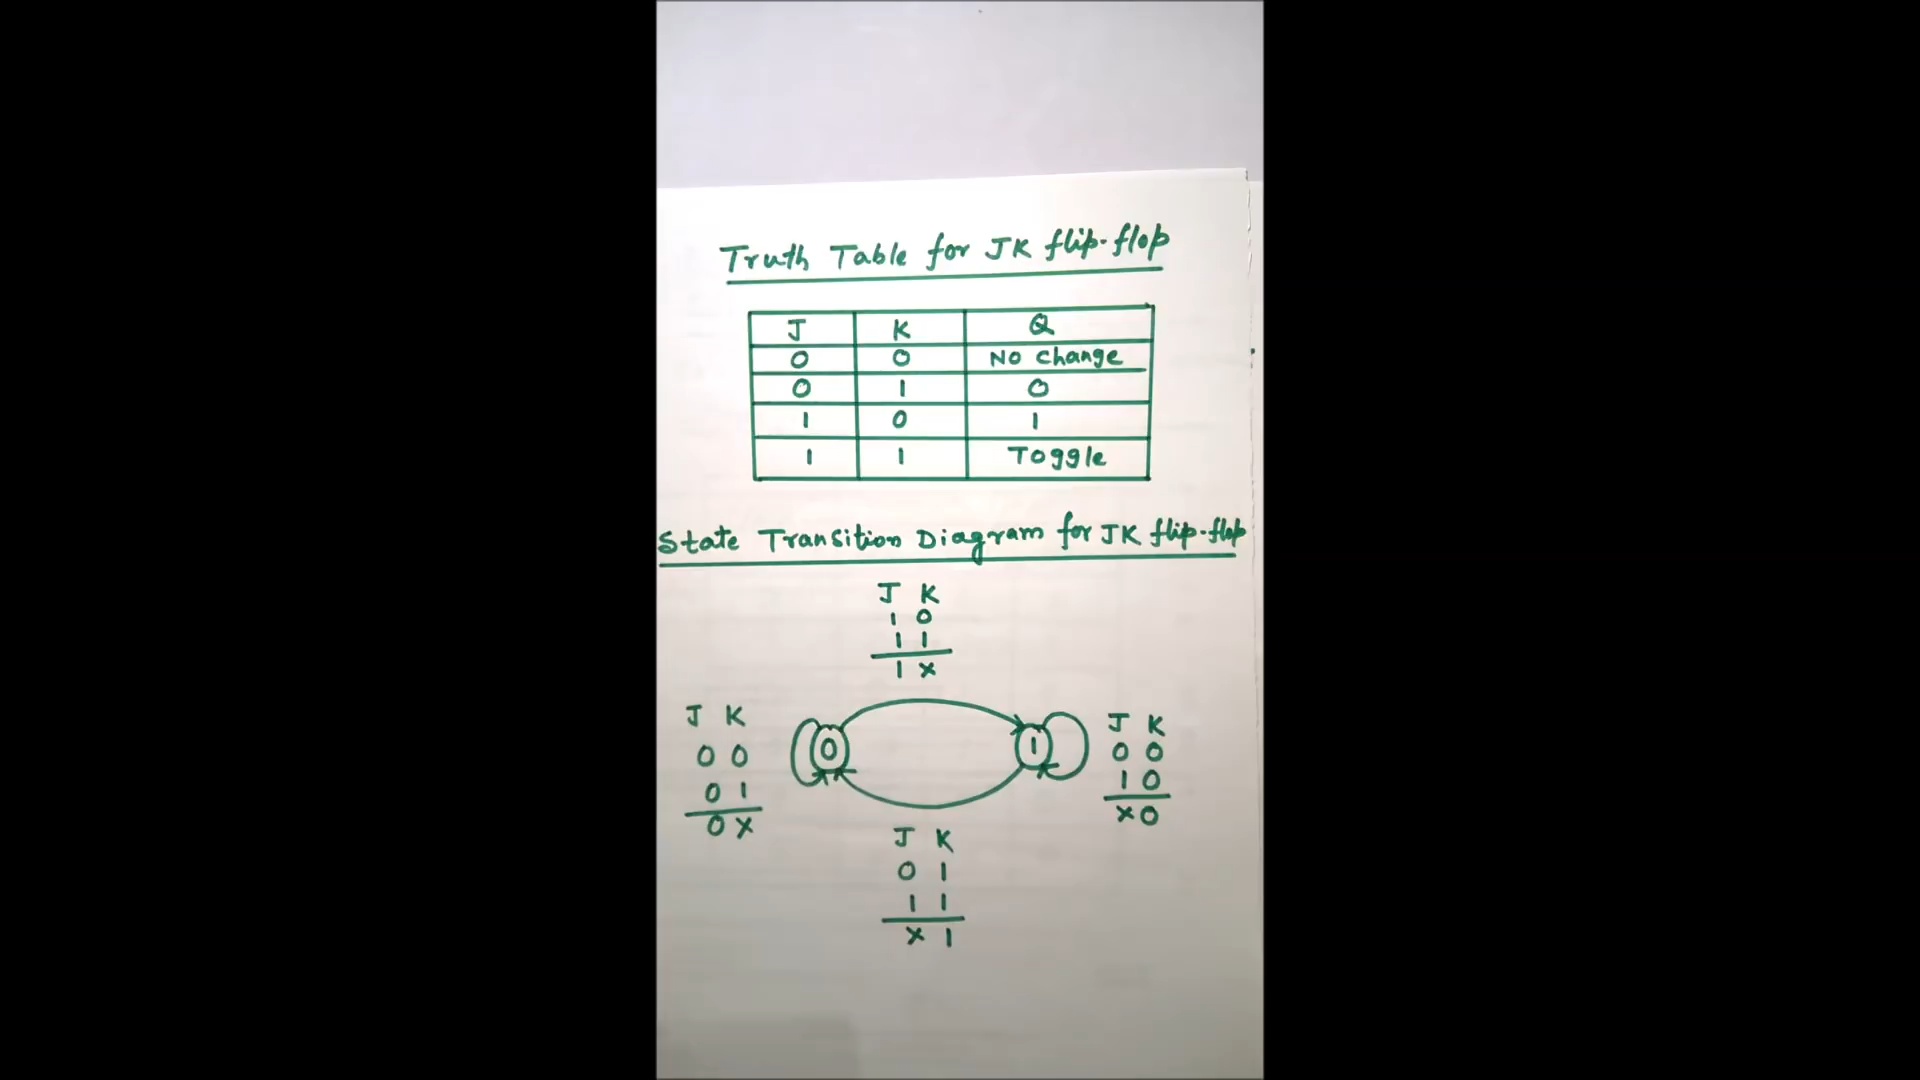 Truth Table for JK flip-flop
J K Q
0 0 No change
0 1 0
1 0 1
1 1 Toggle
State Transition Diagram for JK flip-flop
J K
1 0
1 1
1 x
J K
0 0
0 1
0 x
0
1
J K
0 0
1 0
x 0
J K
0 1
1 1
x 1